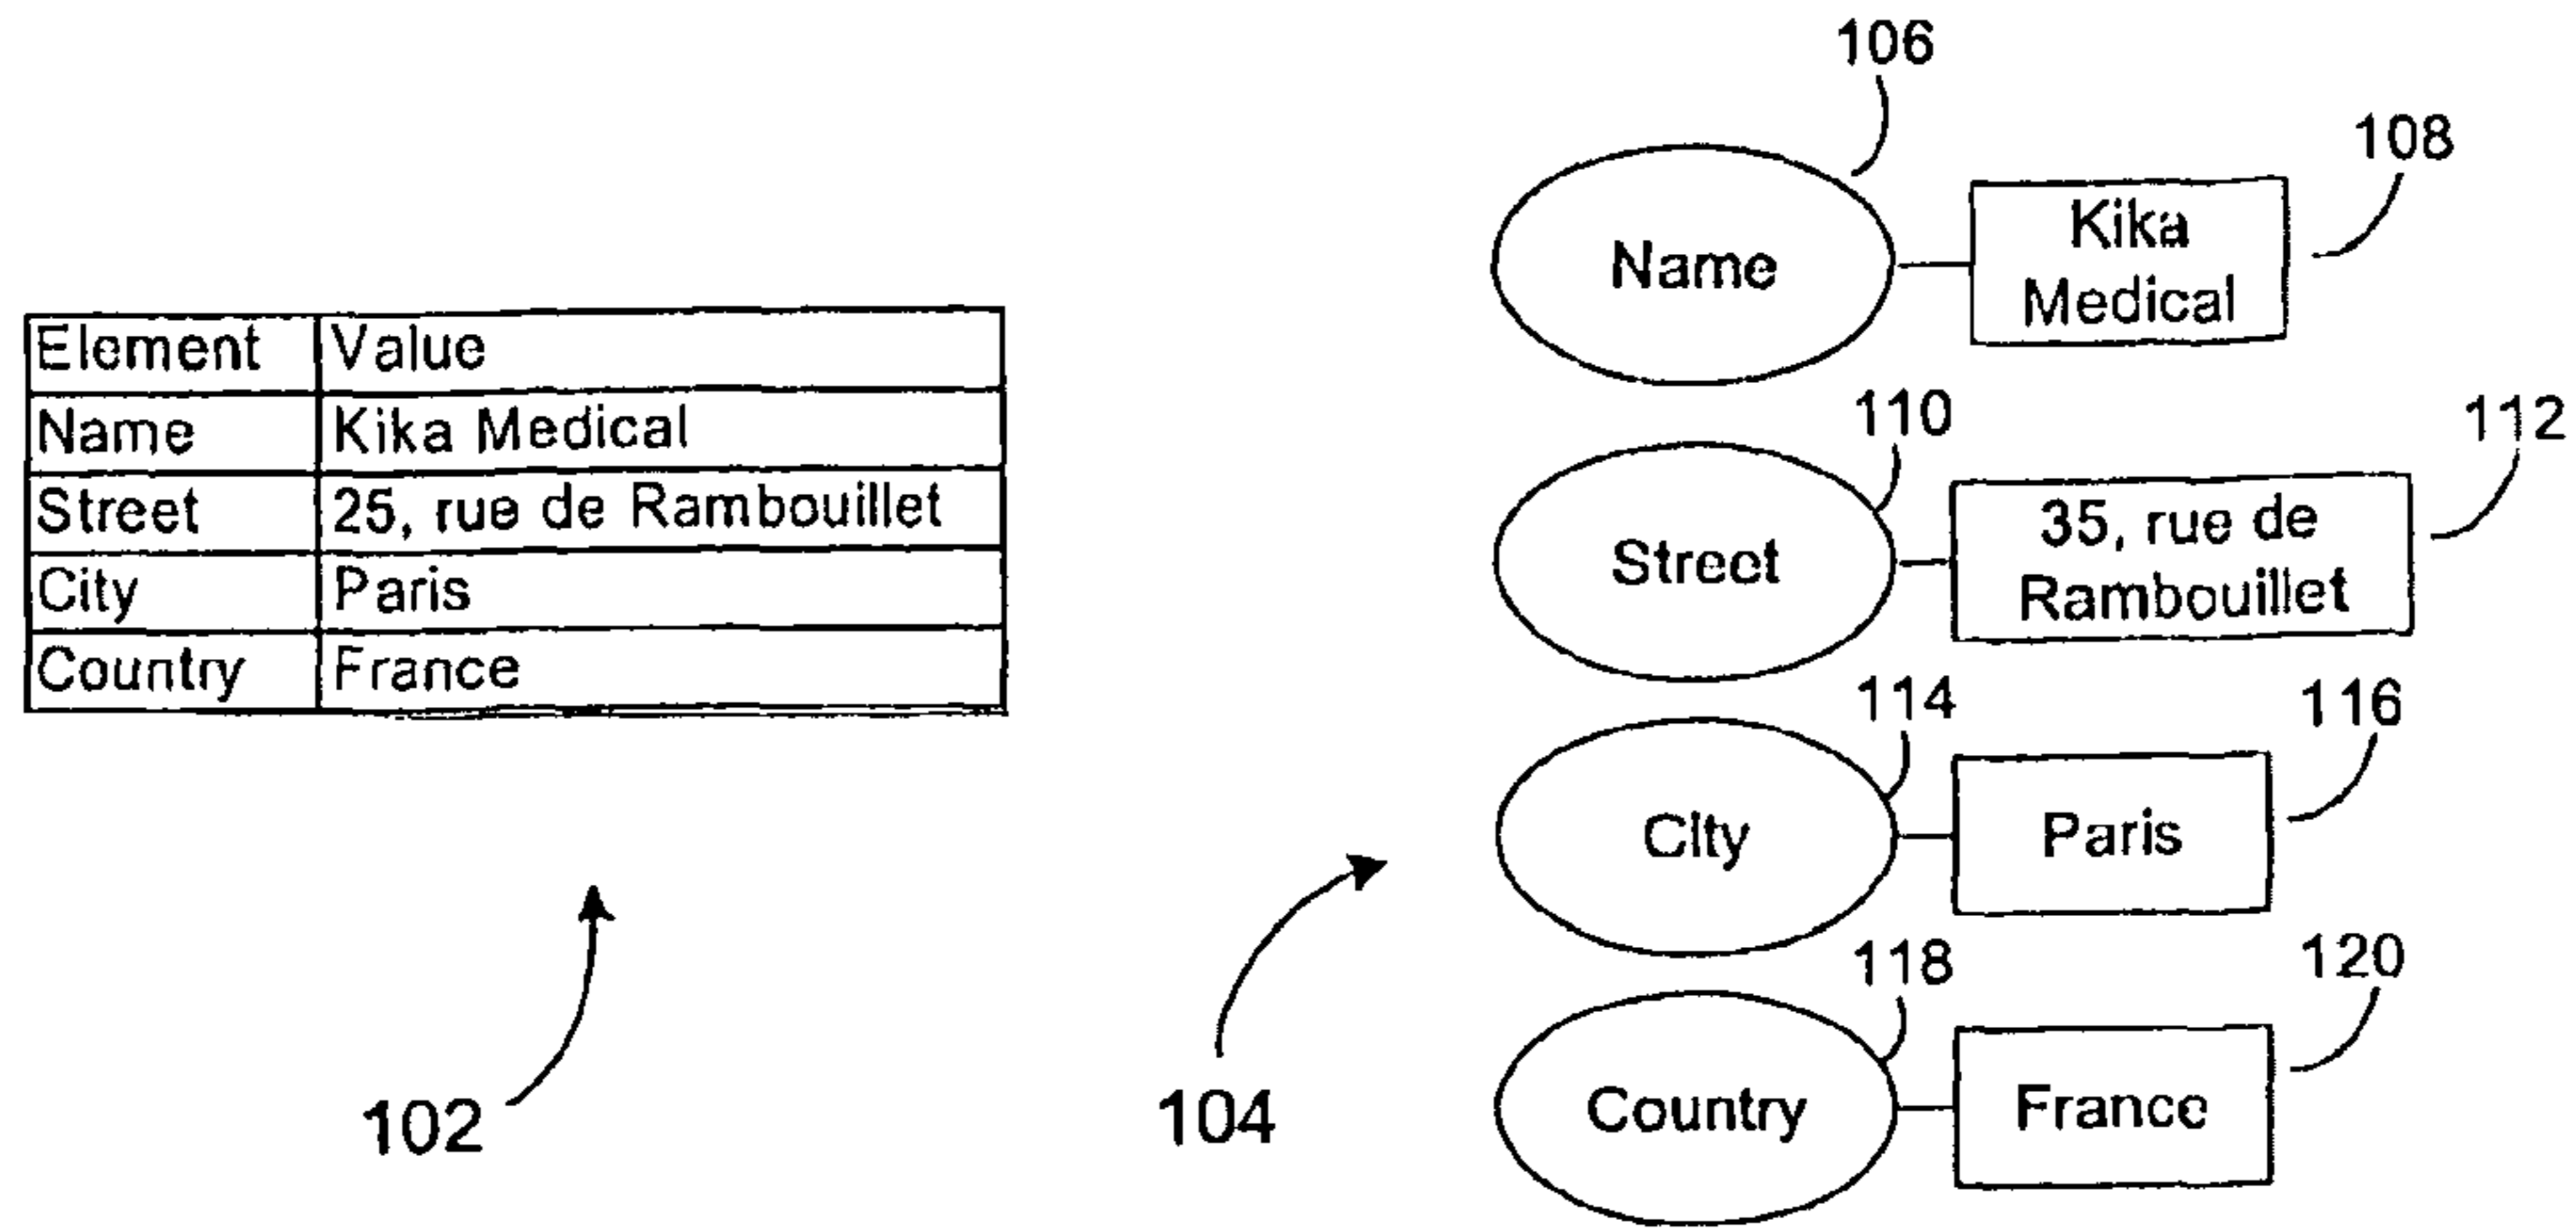 Element Value
Name Kika Medical
Street 25, rue de Rambouillet
City Paris
Country France
102
104
106
Name
Kika
Medical
108
110
Street
35, rue de
Rambouillet
112
114
City
Paris
116
118
Country
France
120